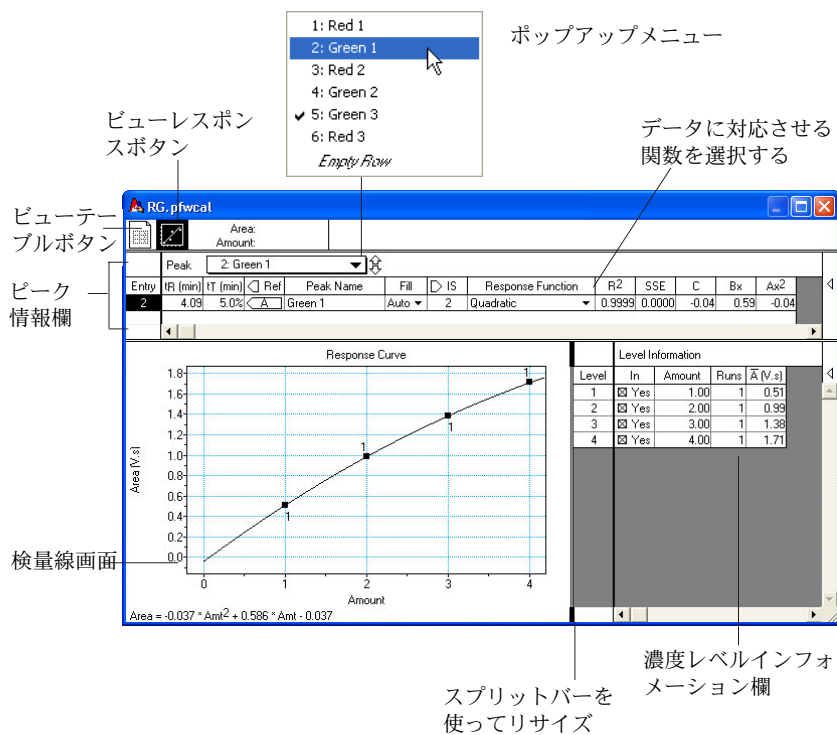 1: Red 1
2: Green 1
3: Red 2
4: Green 2
5: Green 3
6: Red 3
Empty Row
ポップアップメニュー
ビューレスポン
スボタン
データに対応させる
関数を選択する
ビューテー
ブルボタン
ピーク
情報欄
RG.pfwcal
Area:
Amount:
Peak 2: Green 1
Entry tR (min) tT (min) Ref Peak Name Fill IS Response Function R2 SSE C Bx Ax2
2 4.09 5.0% A Green 1 Auto 2 Quadratic 0.9999 0.0000 -0.04 0.59 -0.04
Response Curve
1.8
1.6
1.4
1.2
1.0
0.8
0.6
0.4
0.2
0.0
Area (V.s)
1
1
1
1
0 1 2 3 4
Amount
Area = -0.037 * Amt2 + 0.586 * Amt - 0.037
Level Information
Level In Amount Runs A (V.s)
1 Yes 1.00 1 0.51
2 Yes 2.00 1 0.99
3 Yes 3.00 1 1.38
4 Yes 4.00 1 1.71
検量線画面
スプリットバーを
使ってリサイズ
濃度レベルインフォ
メーション欄